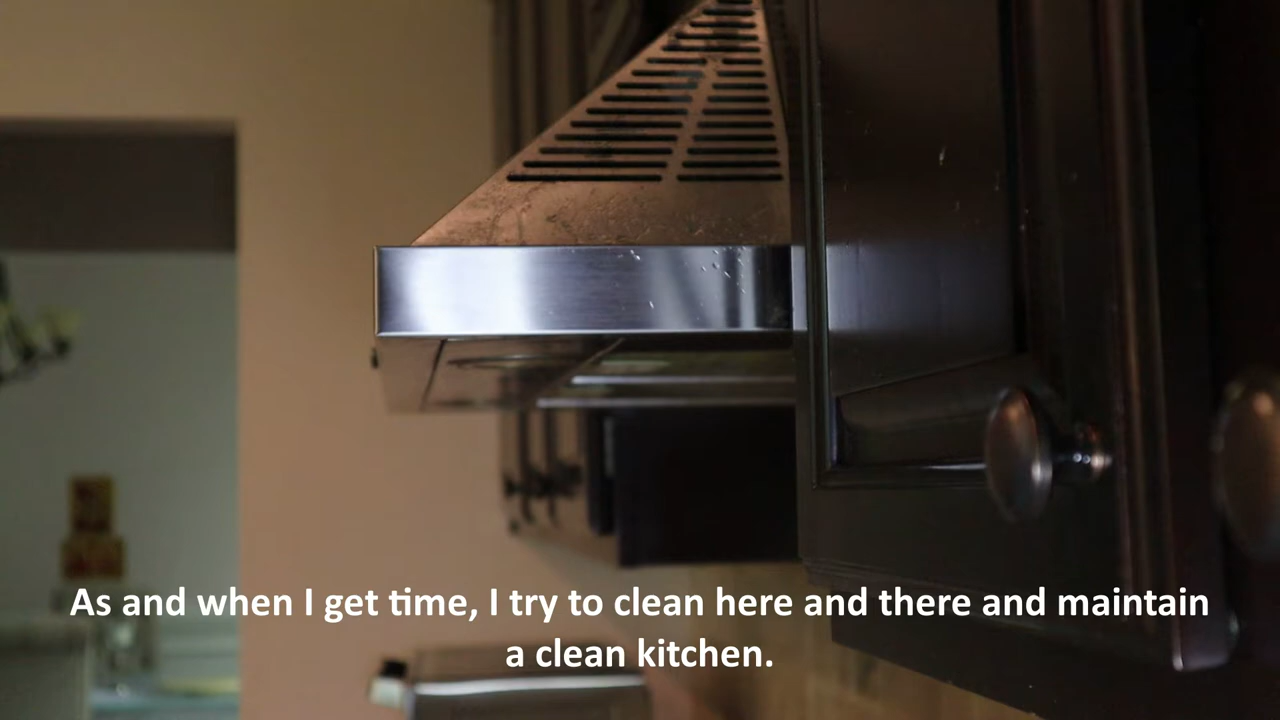 As and when I get time, I try to clean here and there and maintain
a clean kitchen.